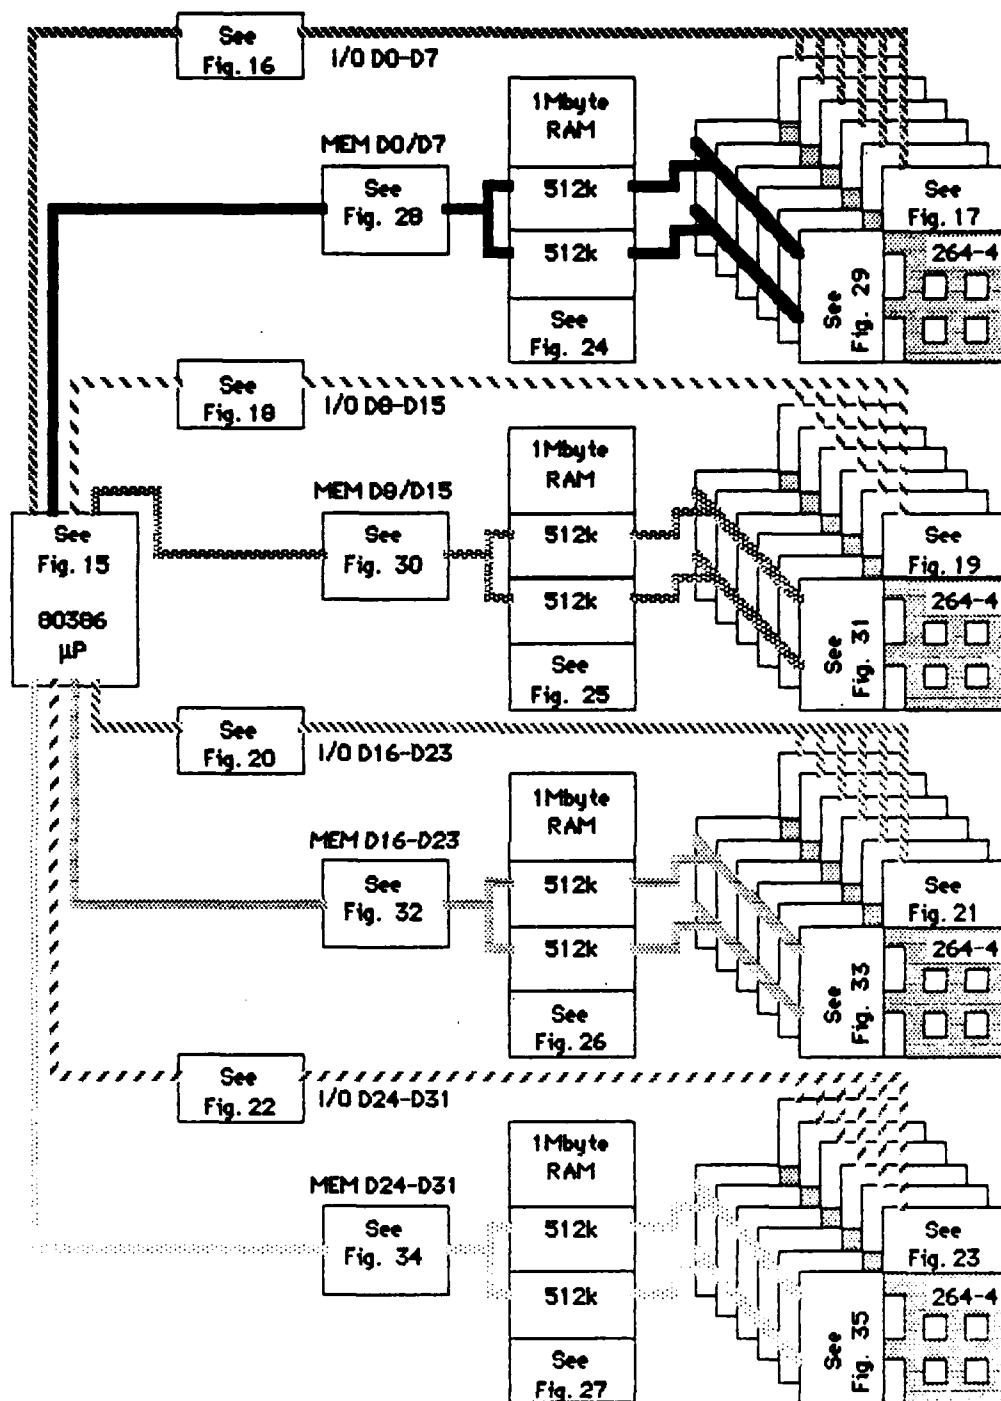 See
Fig. 16
I/O D0-D7
1Mbyte
RAM
MEM D0/D7
See
Fig. 28
512k
512k
See
Fig. 24
See
Fig. 17
264-4
See
Fig. 29
See
Fig. 18
I/O D8-D15
1Mbyte
RAM
MEM D8/D15
See
Fig. 30
512k
512k
See
Fig. 25
See
Fig. 19
264-4
See
Fig. 31
See
Fig. 15
80386
µP
See
Fig. 20
I/O D16-D23
1Mbyte
RAM
MEM D16-D23
See
Fig. 32
512k
512k
See
Fig. 26
See
Fig. 21
264-4
See
Fig. 33
See
Fig. 22
I/O D24-D31
1Mbyte
RAM
MEM D24-D31
See
Fig. 34
512k
512k
See
Fig. 27
See
Fig. 23
264-4
See
Fig. 35